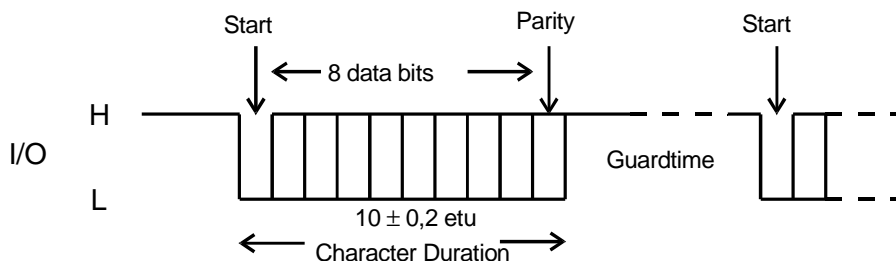 Start
Parity
Start
8 data bits
H
I/O
Guardtime
L
10 ± 0,2 etu
Character Duration